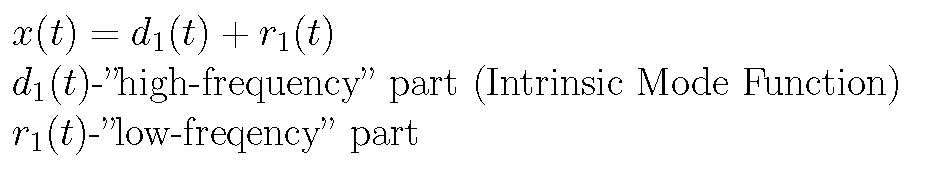 x(t) = d₁(t) + r₁(t)
d₁(t)-”high-frequency” part (Intrinsic Mode Function)
r₁(t)-”low-freqency” part